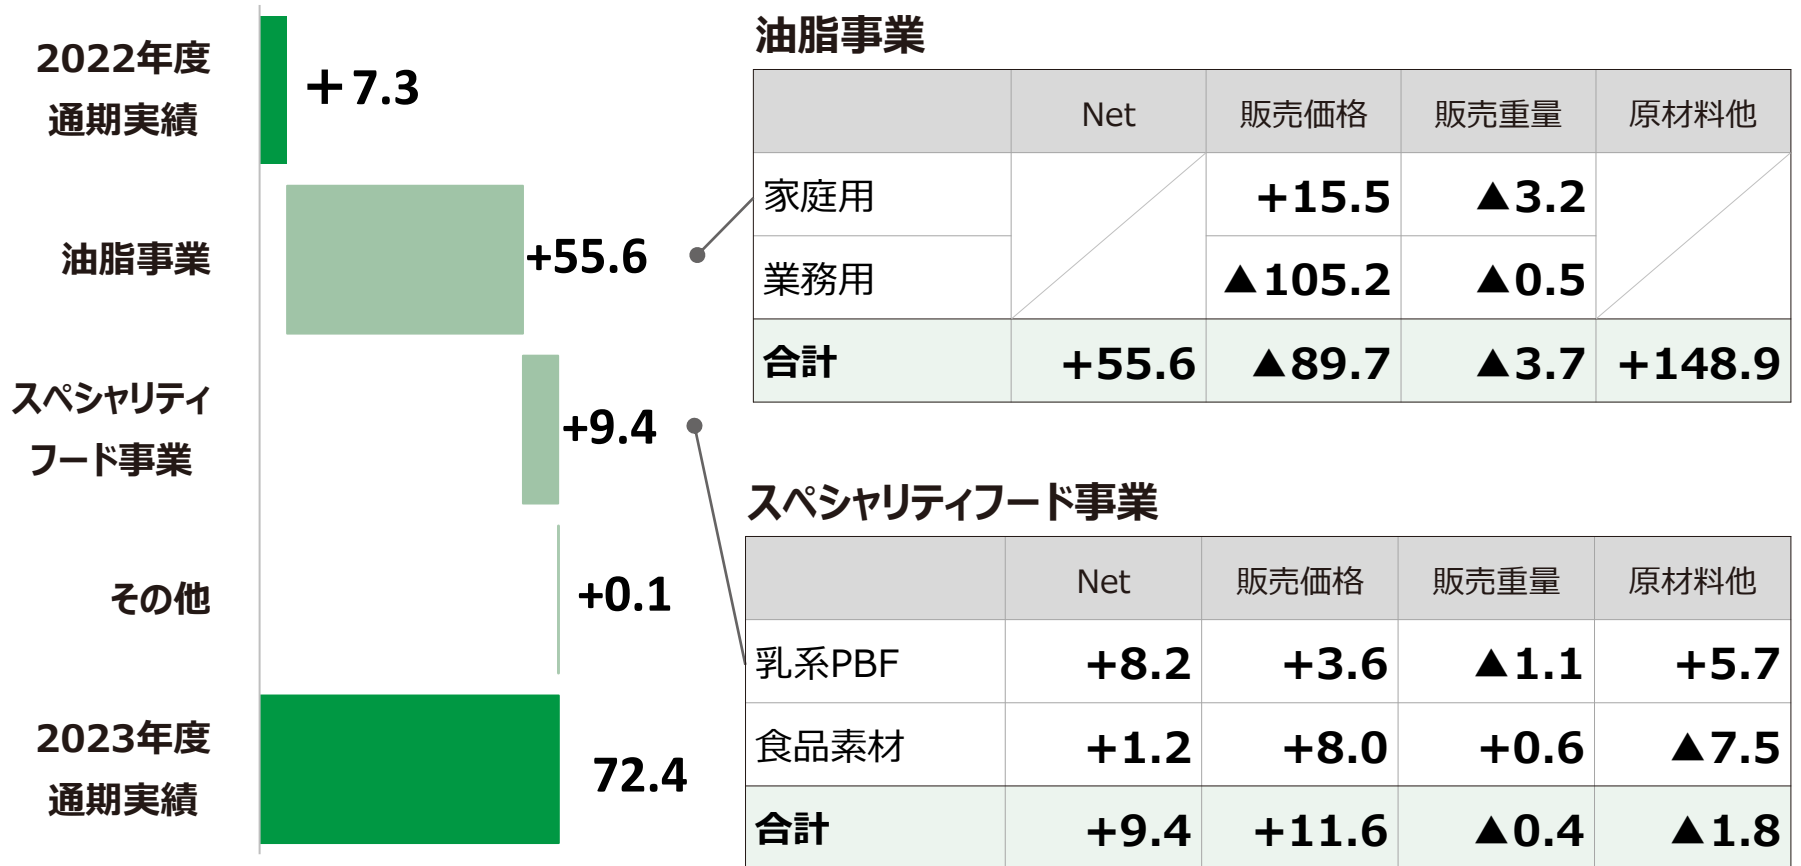 2022年度
通期実績
+7.3
油脂事業
+55.6
スペシャリティ
フード事業
+9.4
その他
+0.1
2023年度
通期実績
72.4
油脂事業
Net 販売価格 販売重量 原材料他
家庭用 +15.5 ▲3.2
業務用 ▲105.2 ▲0.5
合計 +55.6 ▲89.7 ▲3.7 +148.9
スペシャリティフード事業
Net 販売価格 販売重量 原材料他
乳系PBF +8.2 +3.6 ▲1.1 +5.7
食品素材 +1.2 +8.0 +0.6 ▲7.5
合計 +9.4 +11.6 ▲0.4 ▲1.8